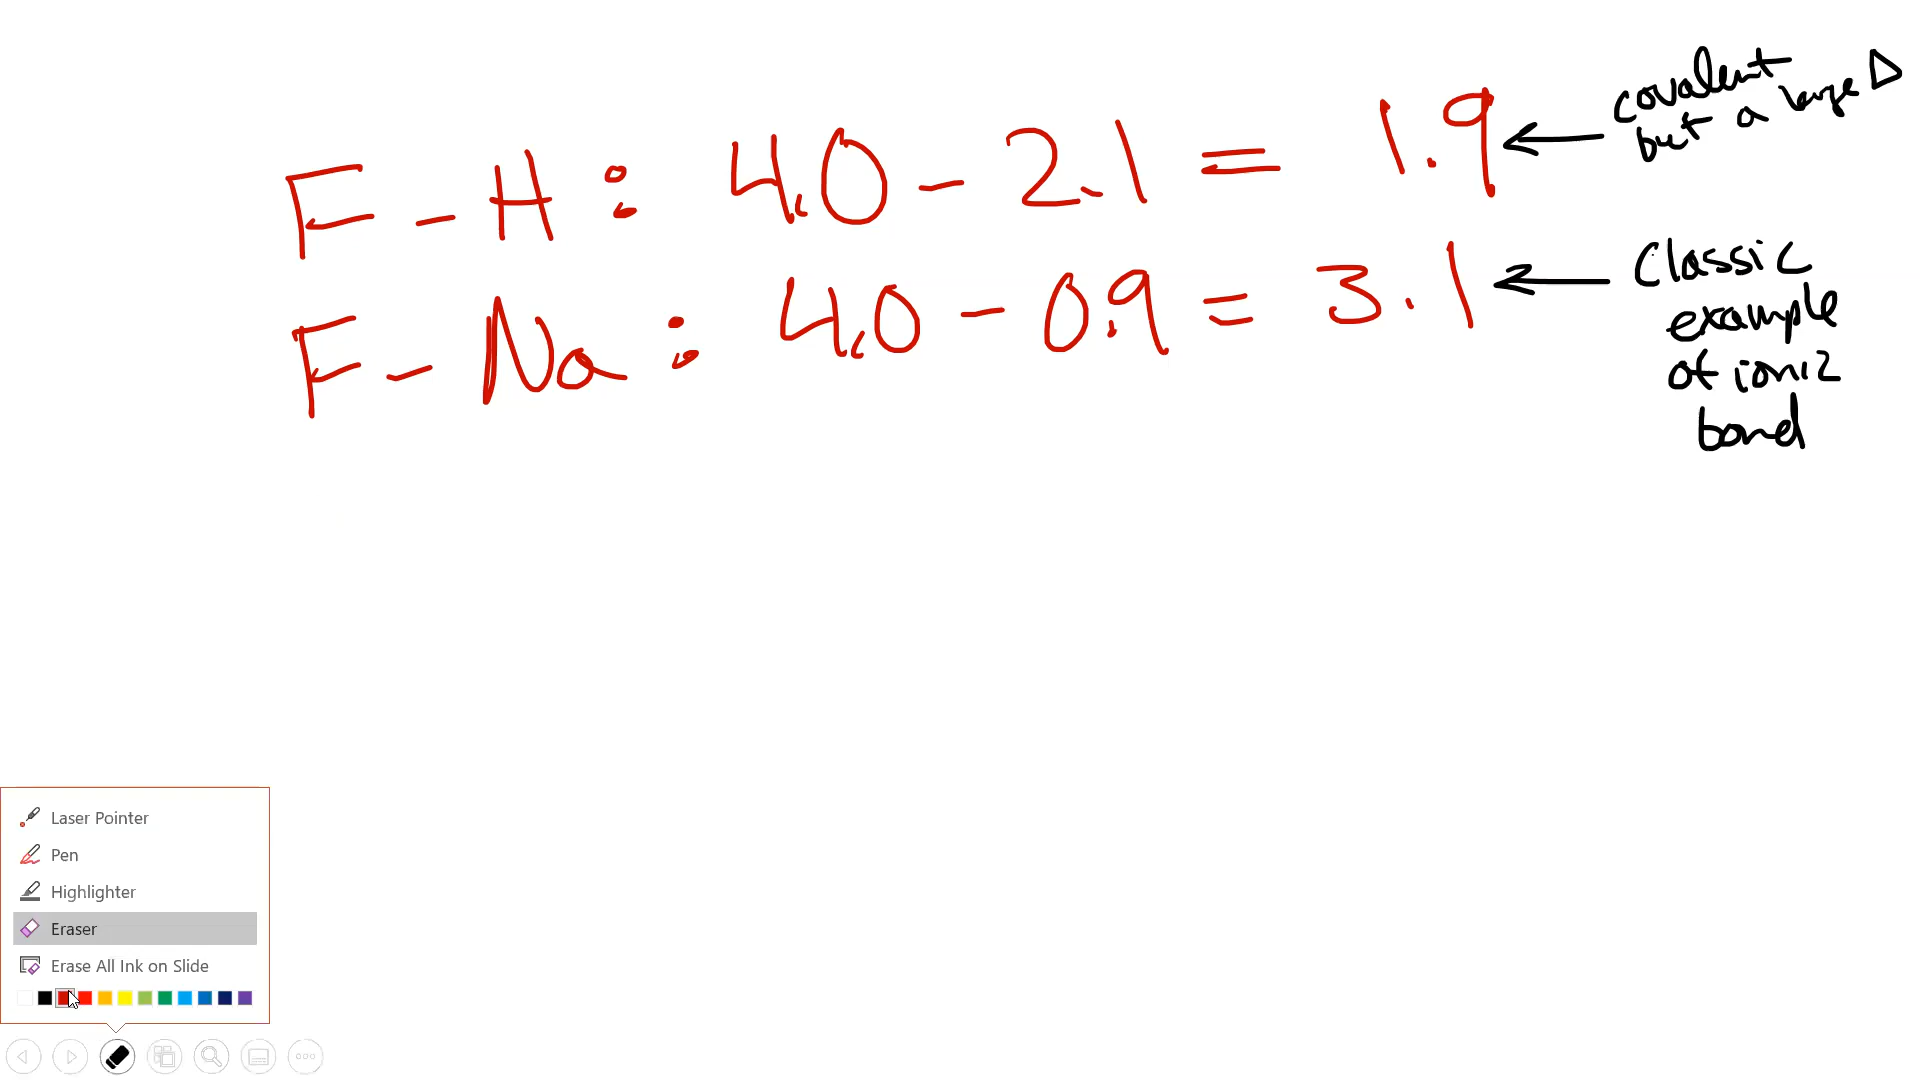 F - H : 4.0 - 2.1 = 1.9
covalent
but a large Δ
F - Na : 4.0 - 0.9 = 3.1
Classic
example
of ionic
bond
Laser Pointer
Pen
Highlighter
Eraser
Erase All Ink on Slide